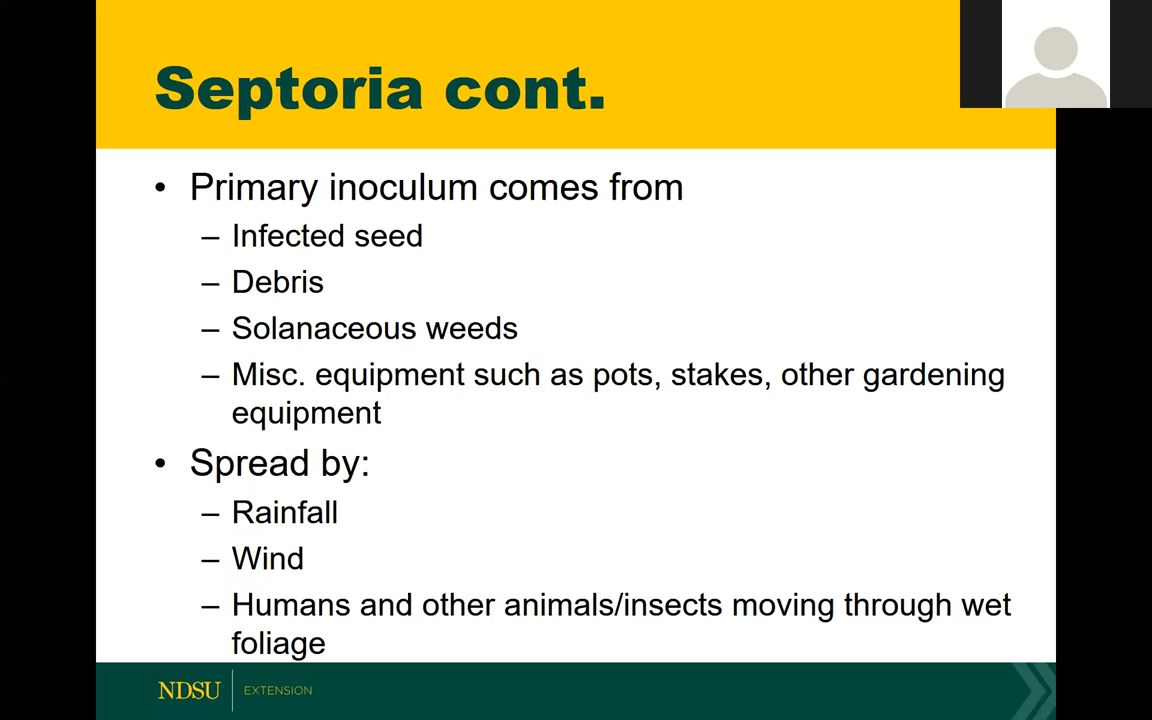 Septoria cont.
• Primary inoculum comes from
– Infected seed
– Debris
– Solanaceous weeds
– Misc. equipment such as pots, stakes, other gardening
equipment
• Spread by:
– Rainfall
– Wind
– Humans and other animals/insects moving through wet
foliage
NDSU EXTENSION